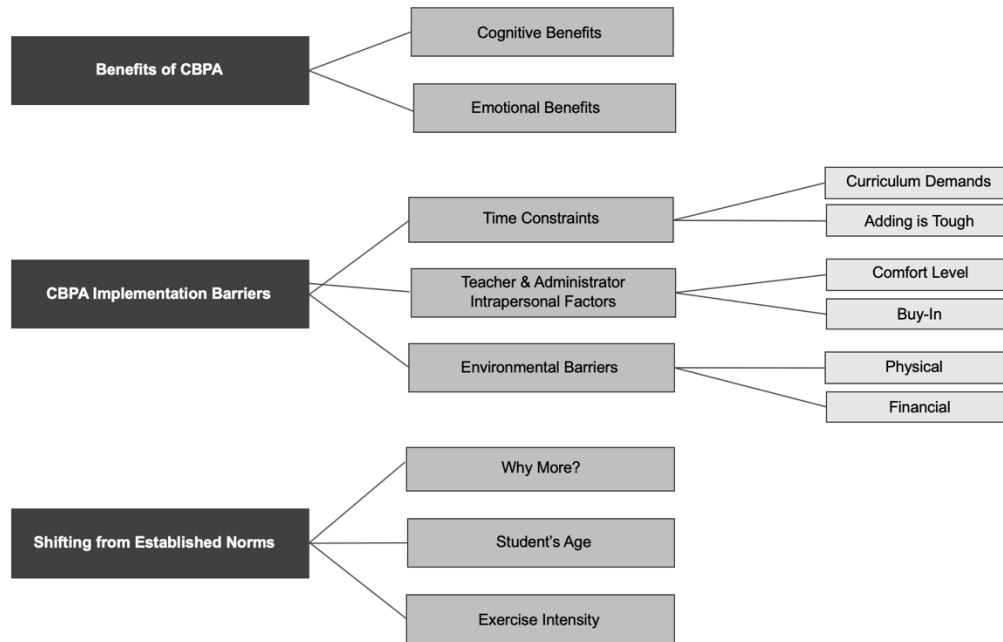 Benefits of CBPA
Cognitive Benefits
Emotional Benefits
CBPA Implementation Barriers
Time Constraints
Curriculum Demands
Adding is Tough
Teacher & Administrator
Intrapersonal Factors
Comfort Level
Buy-In
Environmental Barriers
Physical
Financial
Shifting from Established Norms
Why More?
Student's Age
Exercise Intensity